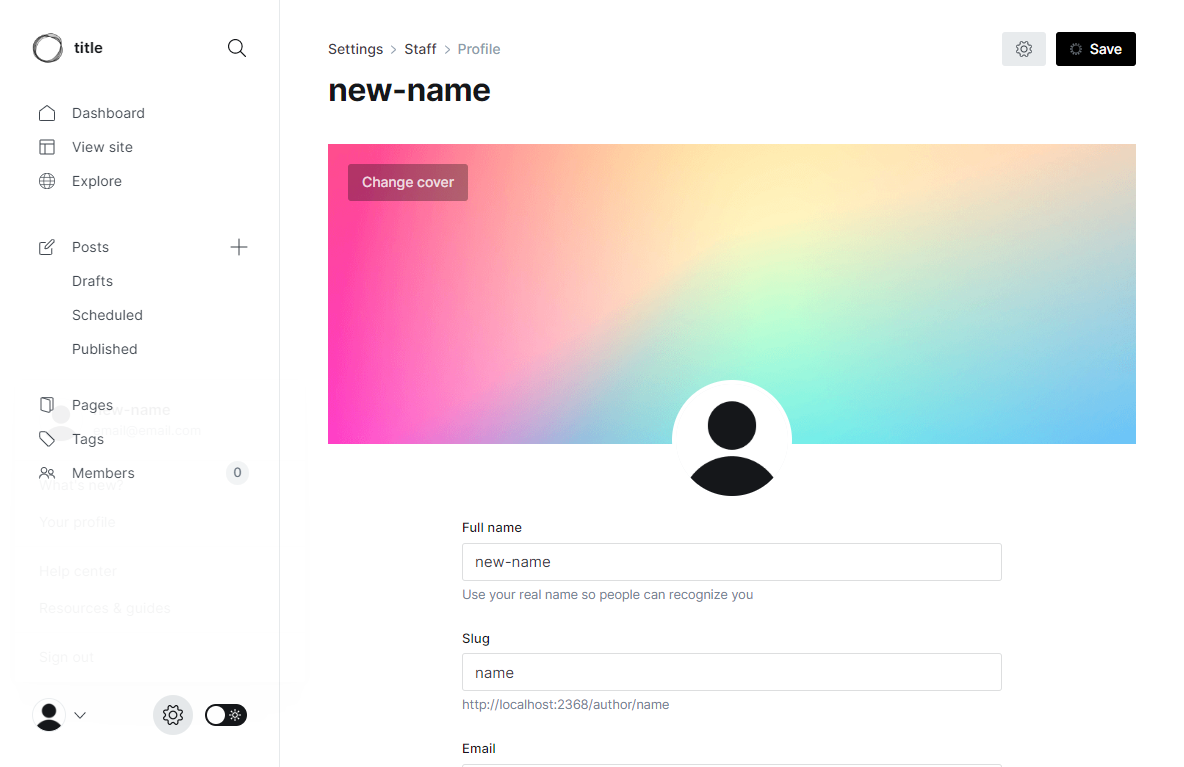 title
Dashboard
View site
Explore
Posts
Drafts
Scheduled
Published
Pages
new-name
email@email.com
Tags
Members
0
What's new?
Your profile
Help center
Resources & guides
Sign out
Settings
Staff
Profile
Save
new-name
Change cover
Full name
new-name
Use your real name so people can recognize you
Slug
name
http://localhost:2368/author/name
Email